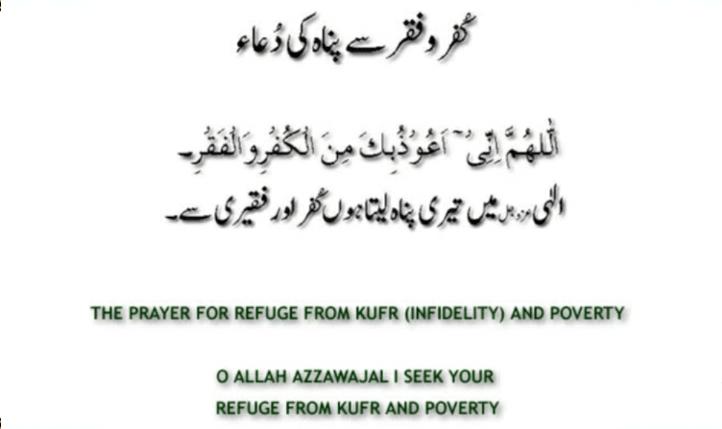 کُفر و فقر سے پناہ کی دُعاء
اَللّٰهُمَّ اِنِّیْۤ اَعُوْذُبِكَ مِنَ الْكُفْرِوَالْفَقْرِ۔
الٰہی عزوجل میں تیری پناہ لیتا ہوں کُفر اور فقیری سے۔
THE PRAYER FOR REFUGE FROM KUFR (INFIDELITY) AND POVERTY
O ALLAH AZZAWAJAL I SEEK YOUR
REFUGE FROM KUFR AND POVERTY